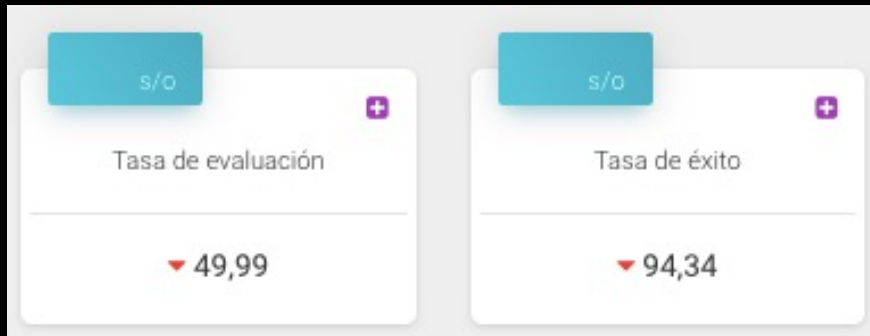 s/o
Tasa de evaluación
49,99
s/o
Tasa de éxito
94,34